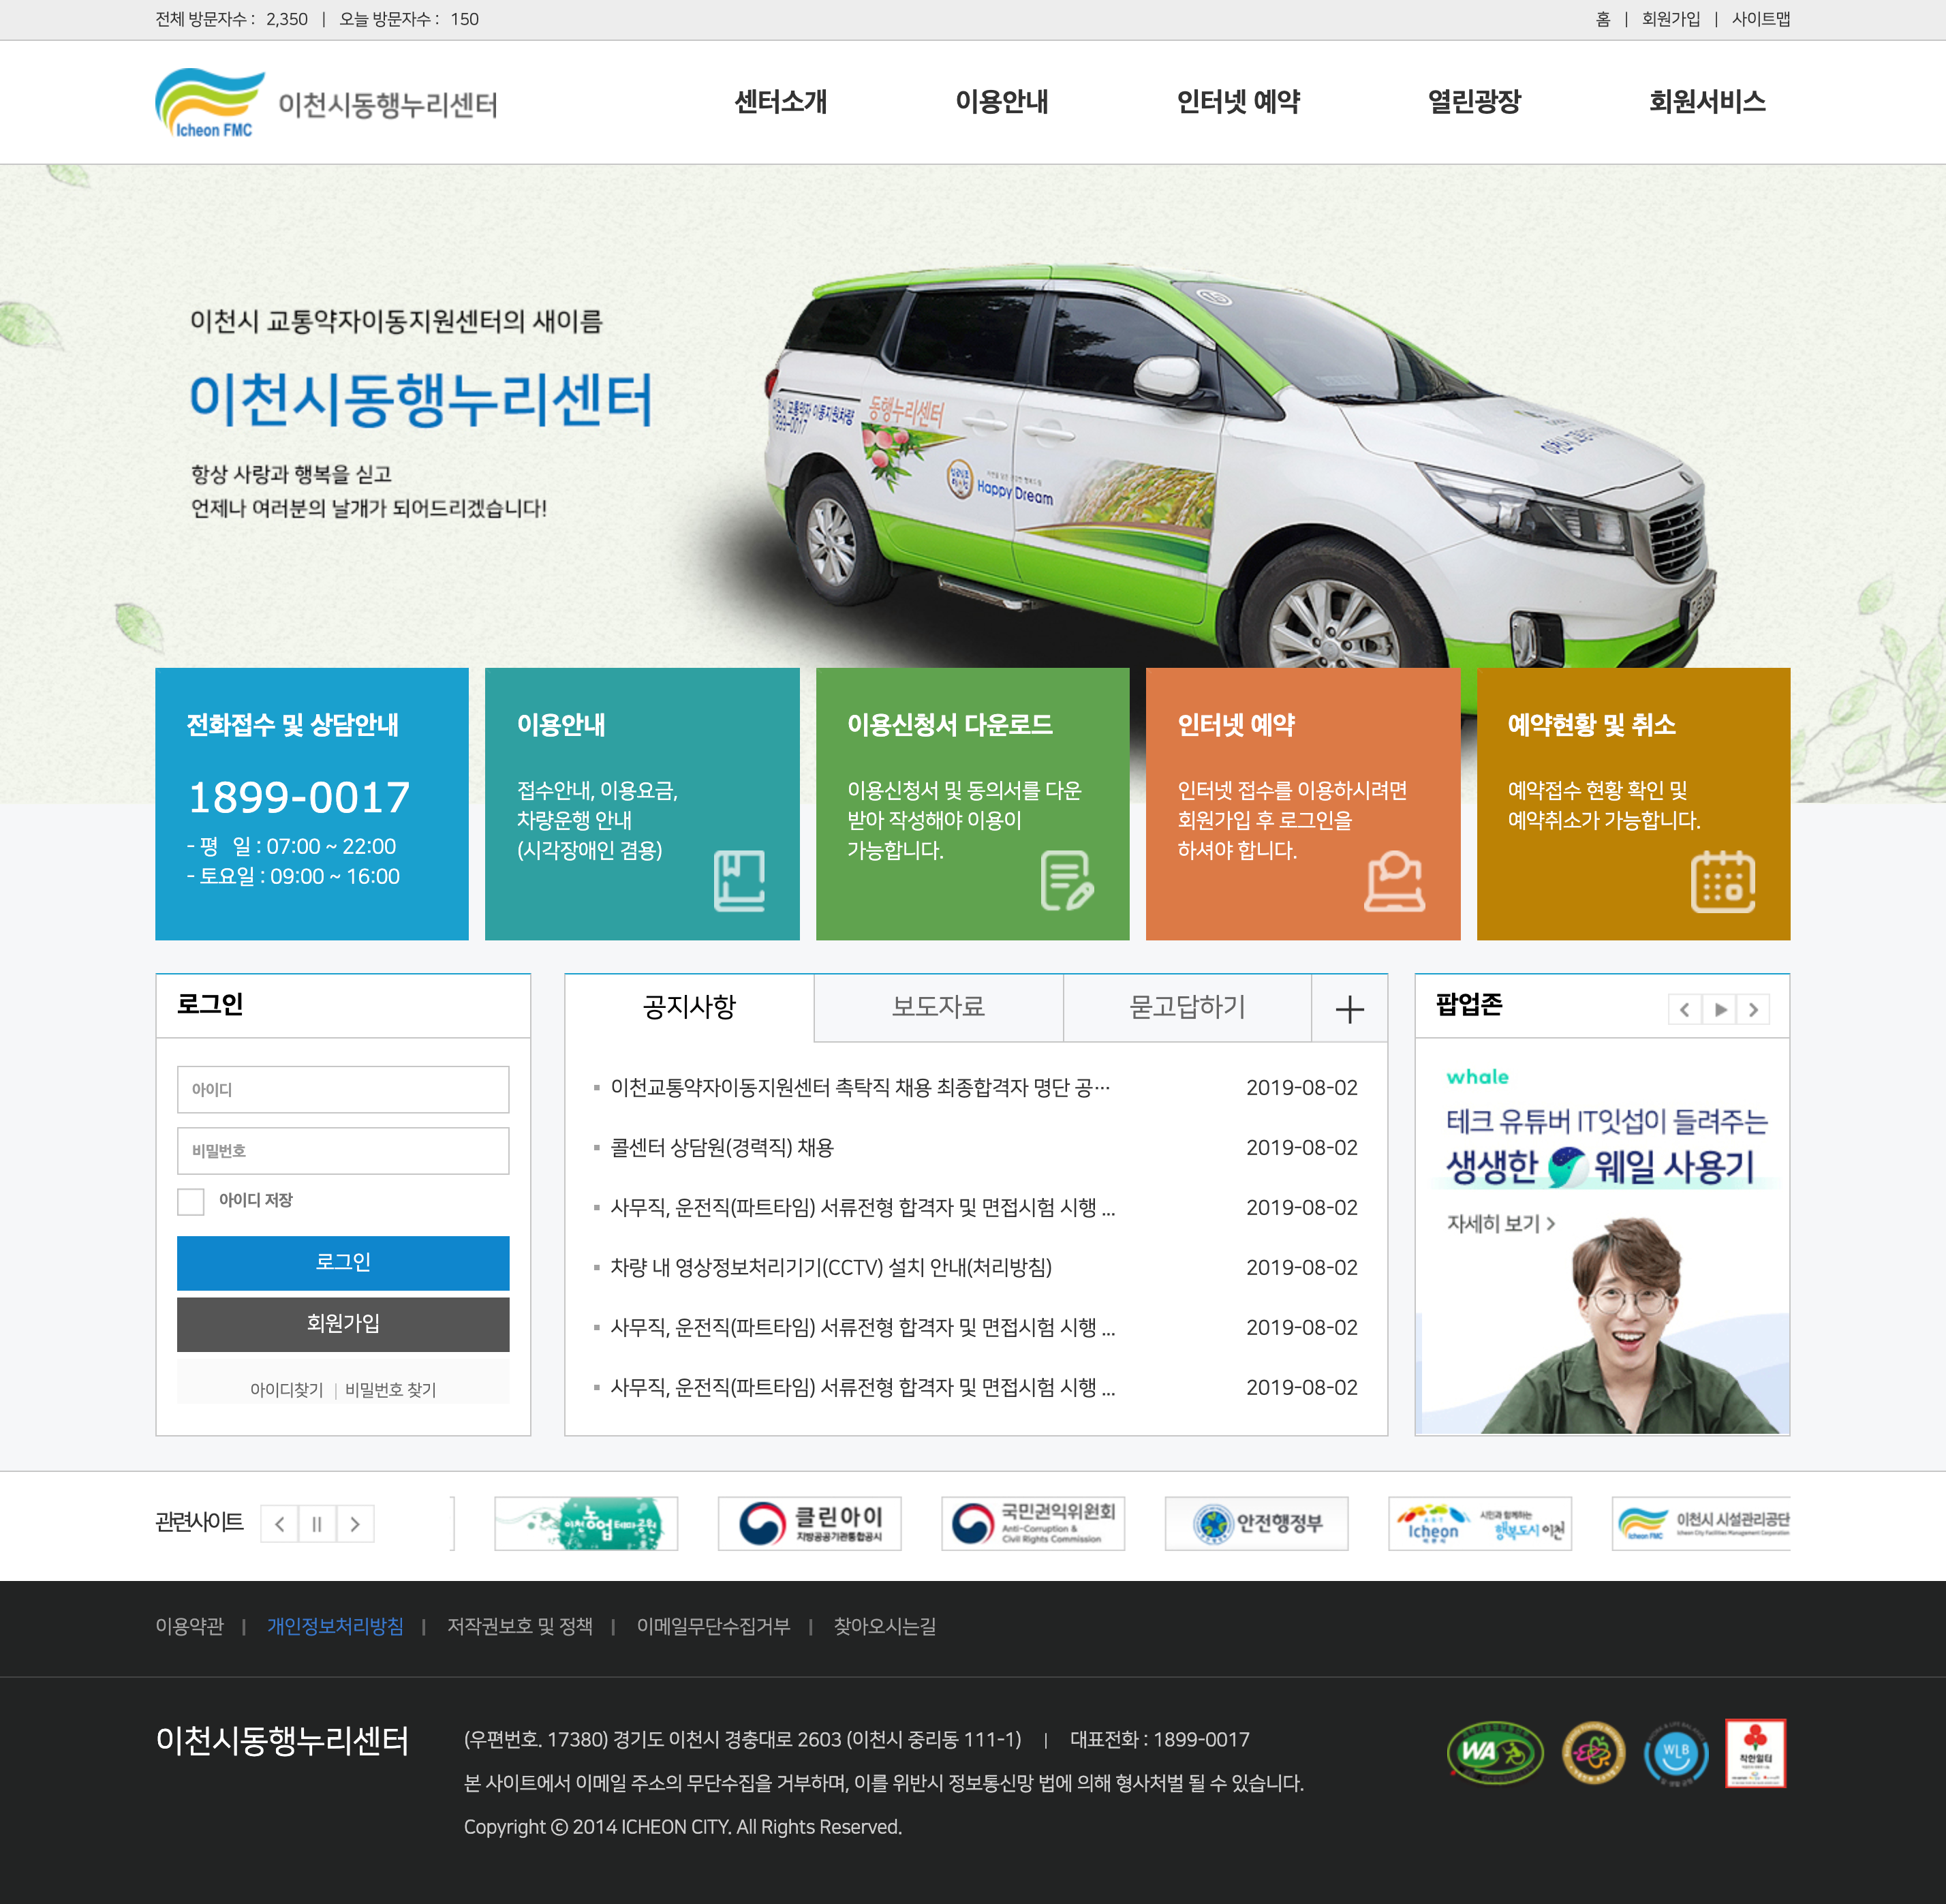 전체 방문자수 : 2,350 | 오늘 방문자수 : 150
홈 | 회원가입 | 사이트맵
Icheon FMC
이천시동행누리센터
센터소개
이용안내
인터넷 예약
열린광장
회원서비스
이천시 교통약자이동지원센터의 새이름
이천시동행누리센터
항상 사랑과 행복을 싣고
언제나 여러분의 날개가 되어드리겠습니다!
15
이천시 교통약자 이동지원차량
1899-0017
동행누리센터
Happy Dream
전화접수 및 상담안내
1899-0017
- 평 일 : 07:00 ~ 22:00
- 토요일 : 09:00 ~ 16:00
이용안내
접수안내, 이용요금,
차량운행 안내
(시각장애인 겸용)
이용신청서 다운로드
이용신청서 및 동의서를 다운
받아 작성해야 이용이
가능합니다.
인터넷 예약
인터넷 접수를 이용하시려면
회원가입 후 로그인을
하셔야 합니다.
예약현황 및 취소
예약접수 현황 확인 및
예약취소가 가능합니다.
로그인
아이디
비밀번호
아이디 저장
로그인
회원가입
아이디찾기 | 비밀번호 찾기
공지사항
보도자료
묻고답하기
이천교통약자이동지원센터 촉탁직 채용 최종합격자 명단 공… 2019-08-02
콜센터 상담원(경력직) 채용 2019-08-02
사무직, 운전직(파트타임) 서류전형 합격자 및 면접시험 시행 ... 2019-08-02
차량 내 영상정보처리기기(CCTV) 설치 안내(처리방침) 2019-08-02
사무직, 운전직(파트타임) 서류전형 합격자 및 면접시험 시행 ... 2019-08-02
사무직, 운전직(파트타임) 서류전형 합격자 및 면접시험 시행 ... 2019-08-02
팝업존
whale
테크 유튜버 IT잇섭이 들려주는
생생한 웨일 사용기
자세히 보기 >
관련사이트
이천농업테마공원
클린아이
지방공공기관통합공시
국민권익위원회
Anti-Corruption &
Civil Rights Commission
안전행정부
Icheon
시민과 함께하는
행복도시 이천
Icheon FMC
이천시 시설관리공단
Icheon City Facilities Management Corporation
이용약관 | 개인정보처리방침 | 저작권보호 및 정책 | 이메일무단수집거부 | 찾아오시는길
이천시동행누리센터
(우편번호. 17380) 경기도 이천시 경충대로 2603 (이천시 중리동 111-1) | 대표전화 : 1899-0017
본 사이트에서 이메일 주소의 무단수집을 거부하며, 이를 위반시 정보통신망 법에 의해 형사처벌 될 수 있습니다.
Copyright ⓒ 2014 ICHEON CITY. All Rights Reserved.
WA
WLB
착한일터